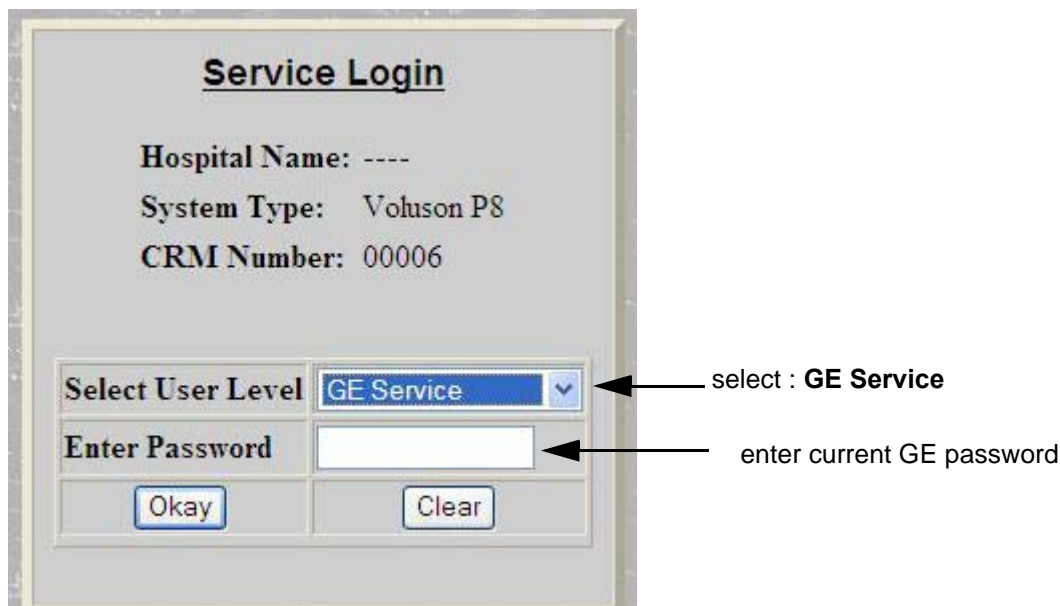 Service Login
Hospital Name: ----
System Type: Voluson P8
CRM Number: 00006
Select User Level GE Service
select : GE Service
Enter Password
enter current GE password
Okay Clear